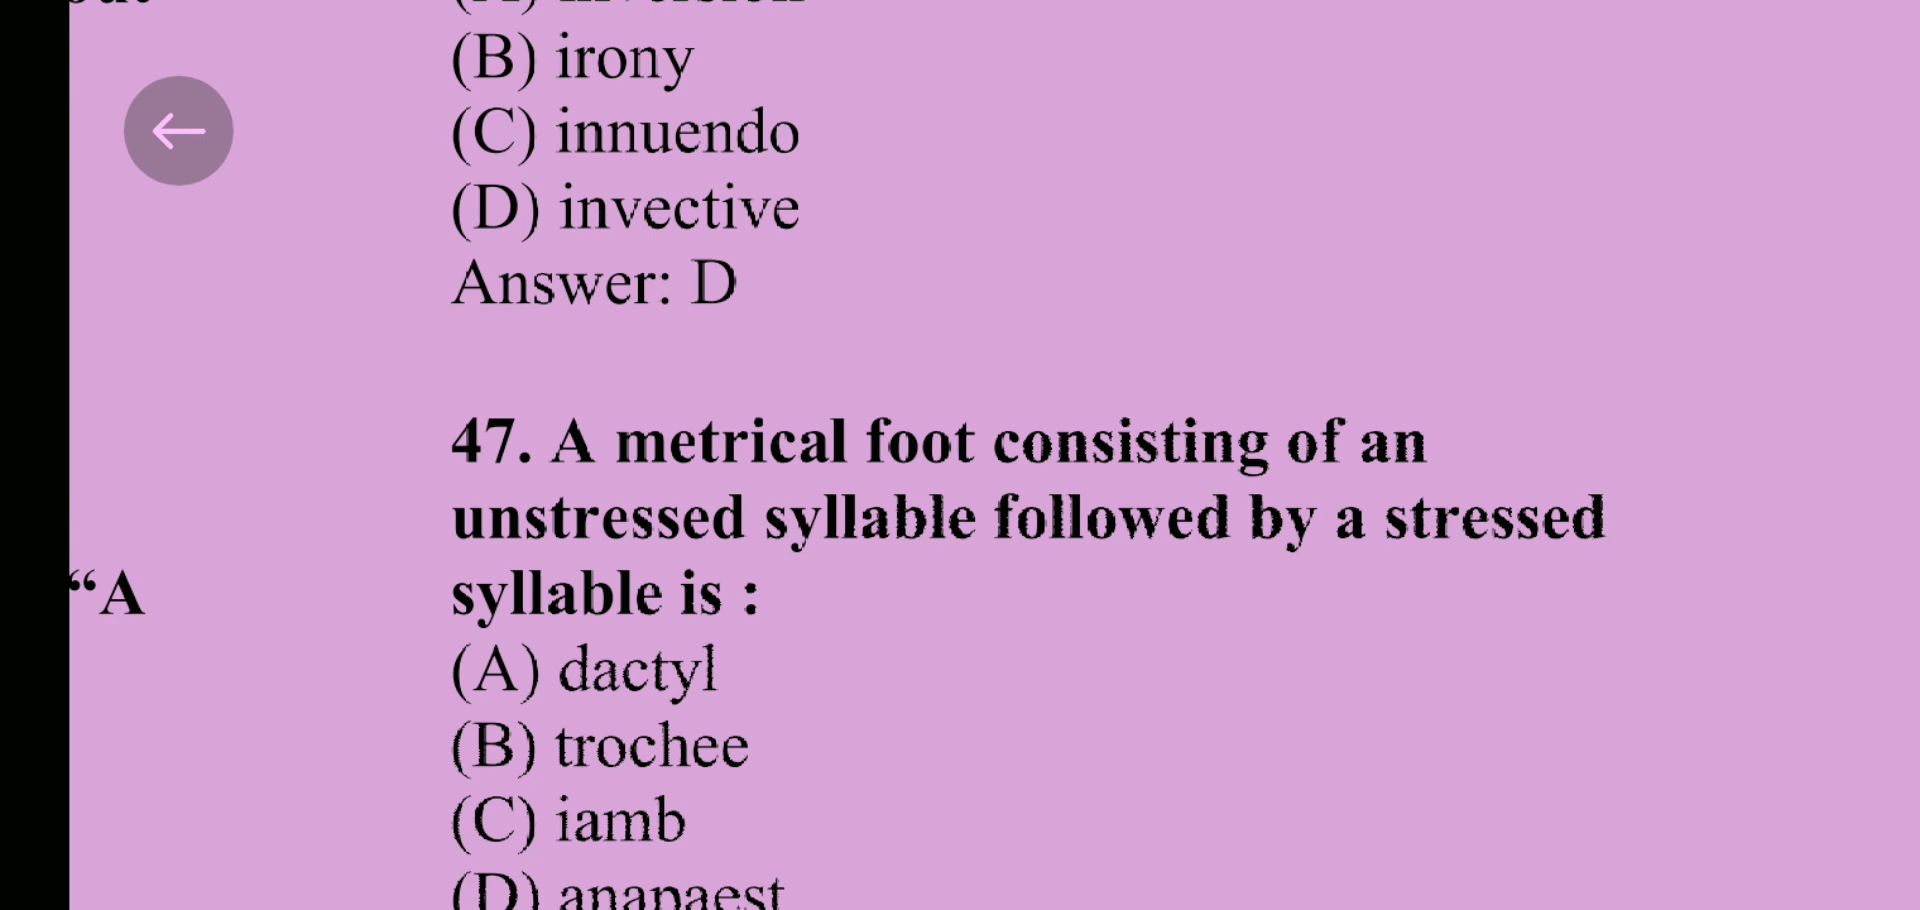 (B) irony
(C) innuendo
(D) invective
Answer: D
47. A metrical foot consisting of an
unstressed syllable followed by a stressed
“A
syllable is :
(A) dactyl
(B) trochee
(C) iamb
(D) anapaest